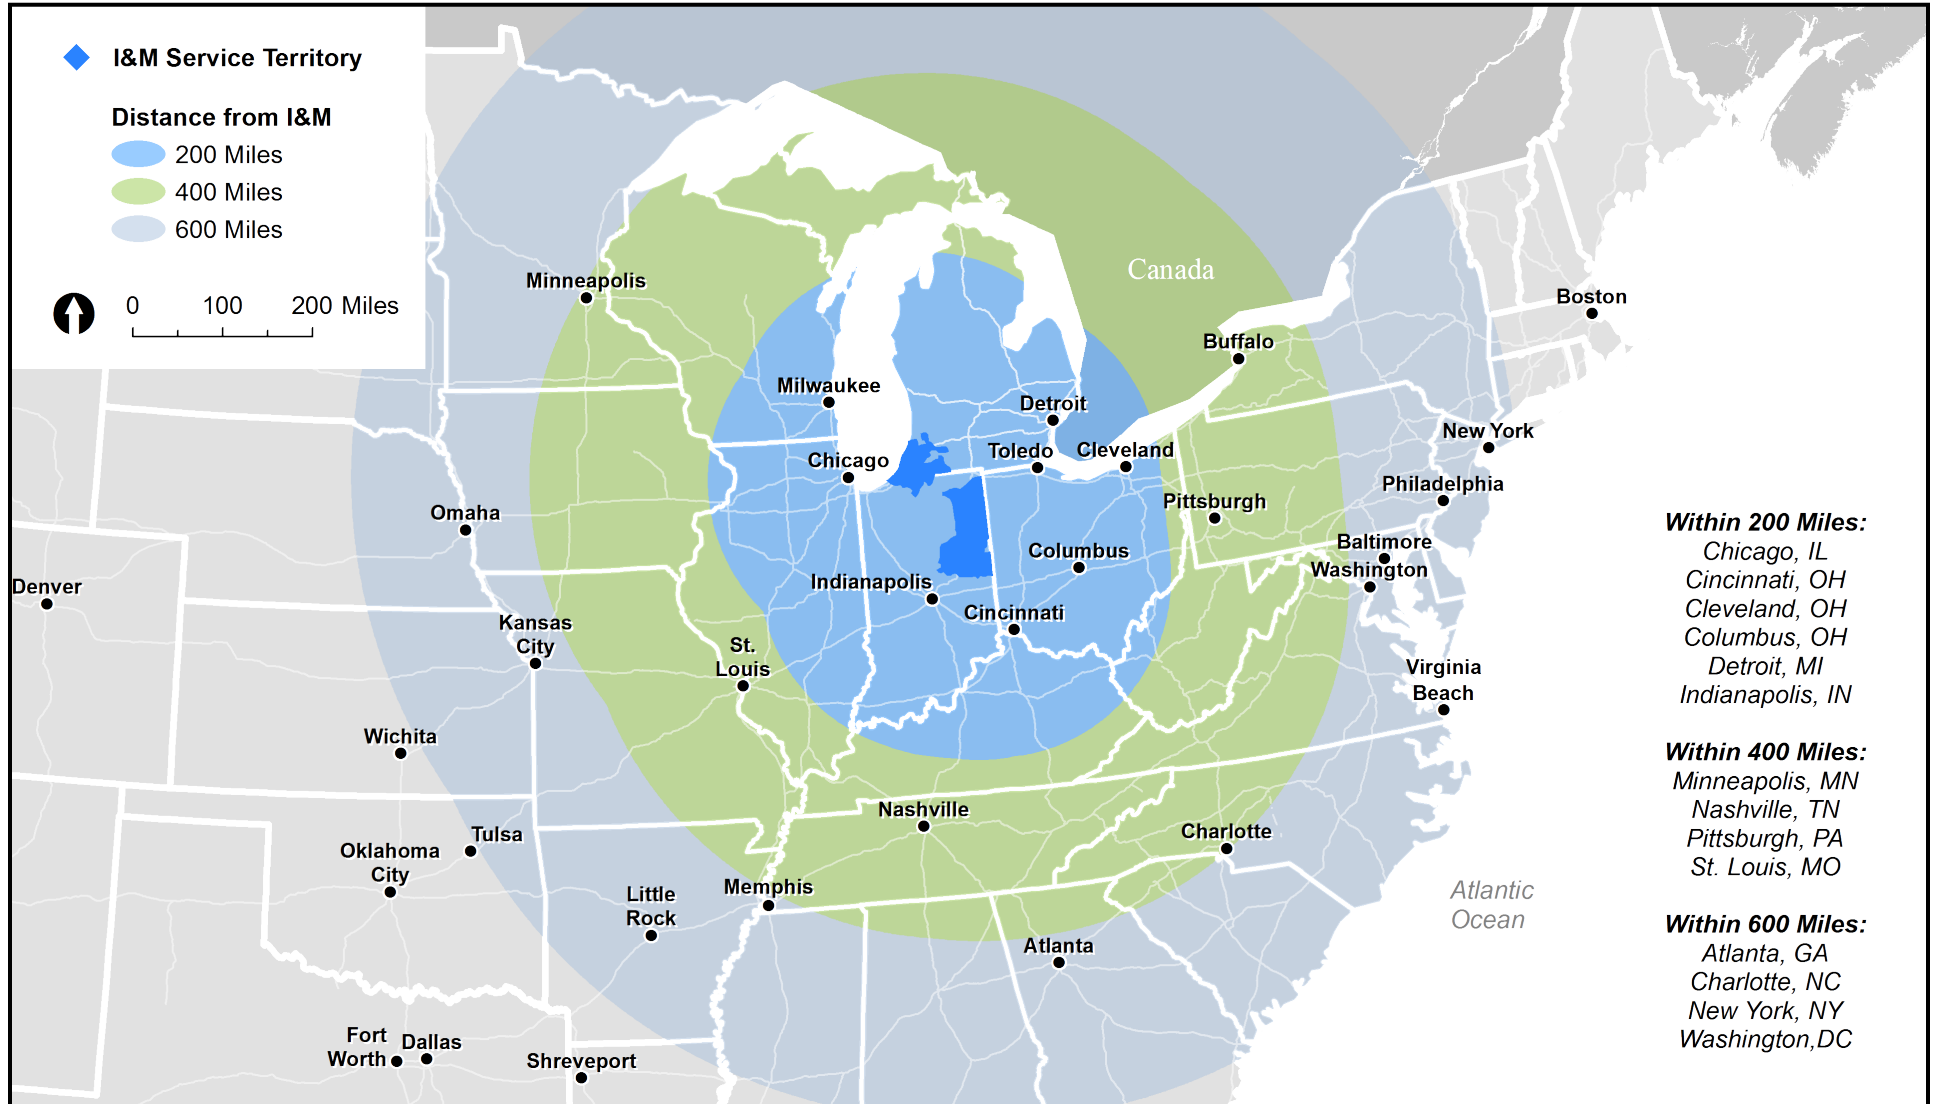 I&M Service Territory
Distance from I&M
200 Miles
400 Miles
600 Miles
0 100 200 Miles
Canada
Minneapolis
Boston
Buffalo
Milwaukee
Detroit
New York
Toledo
Cleveland
Chicago
Philadelphia
Pittsburgh
Omaha
Baltimore
Columbus
Washington
Indianapolis
Denver
Cincinnati
Kansas
City
St.
Louis
Virginia
Beach
Wichita
Nashville
Charlotte
Tulsa
Oklahoma
City
Memphis
Little
Rock
Atlantic
Ocean
Atlanta
Fort
Worth
Dallas
Shreveport
Within 200 Miles:
Chicago, IL
Cincinnati, OH
Cleveland, OH
Columbus, OH
Detroit, MI
Indianapolis, IN
Within 400 Miles:
Minneapolis, MN
Nashville, TN
Pittsburgh, PA
St. Louis, MO
Within 600 Miles:
Atlanta, GA
Charlotte, NC
New York, NY
Washington,DC